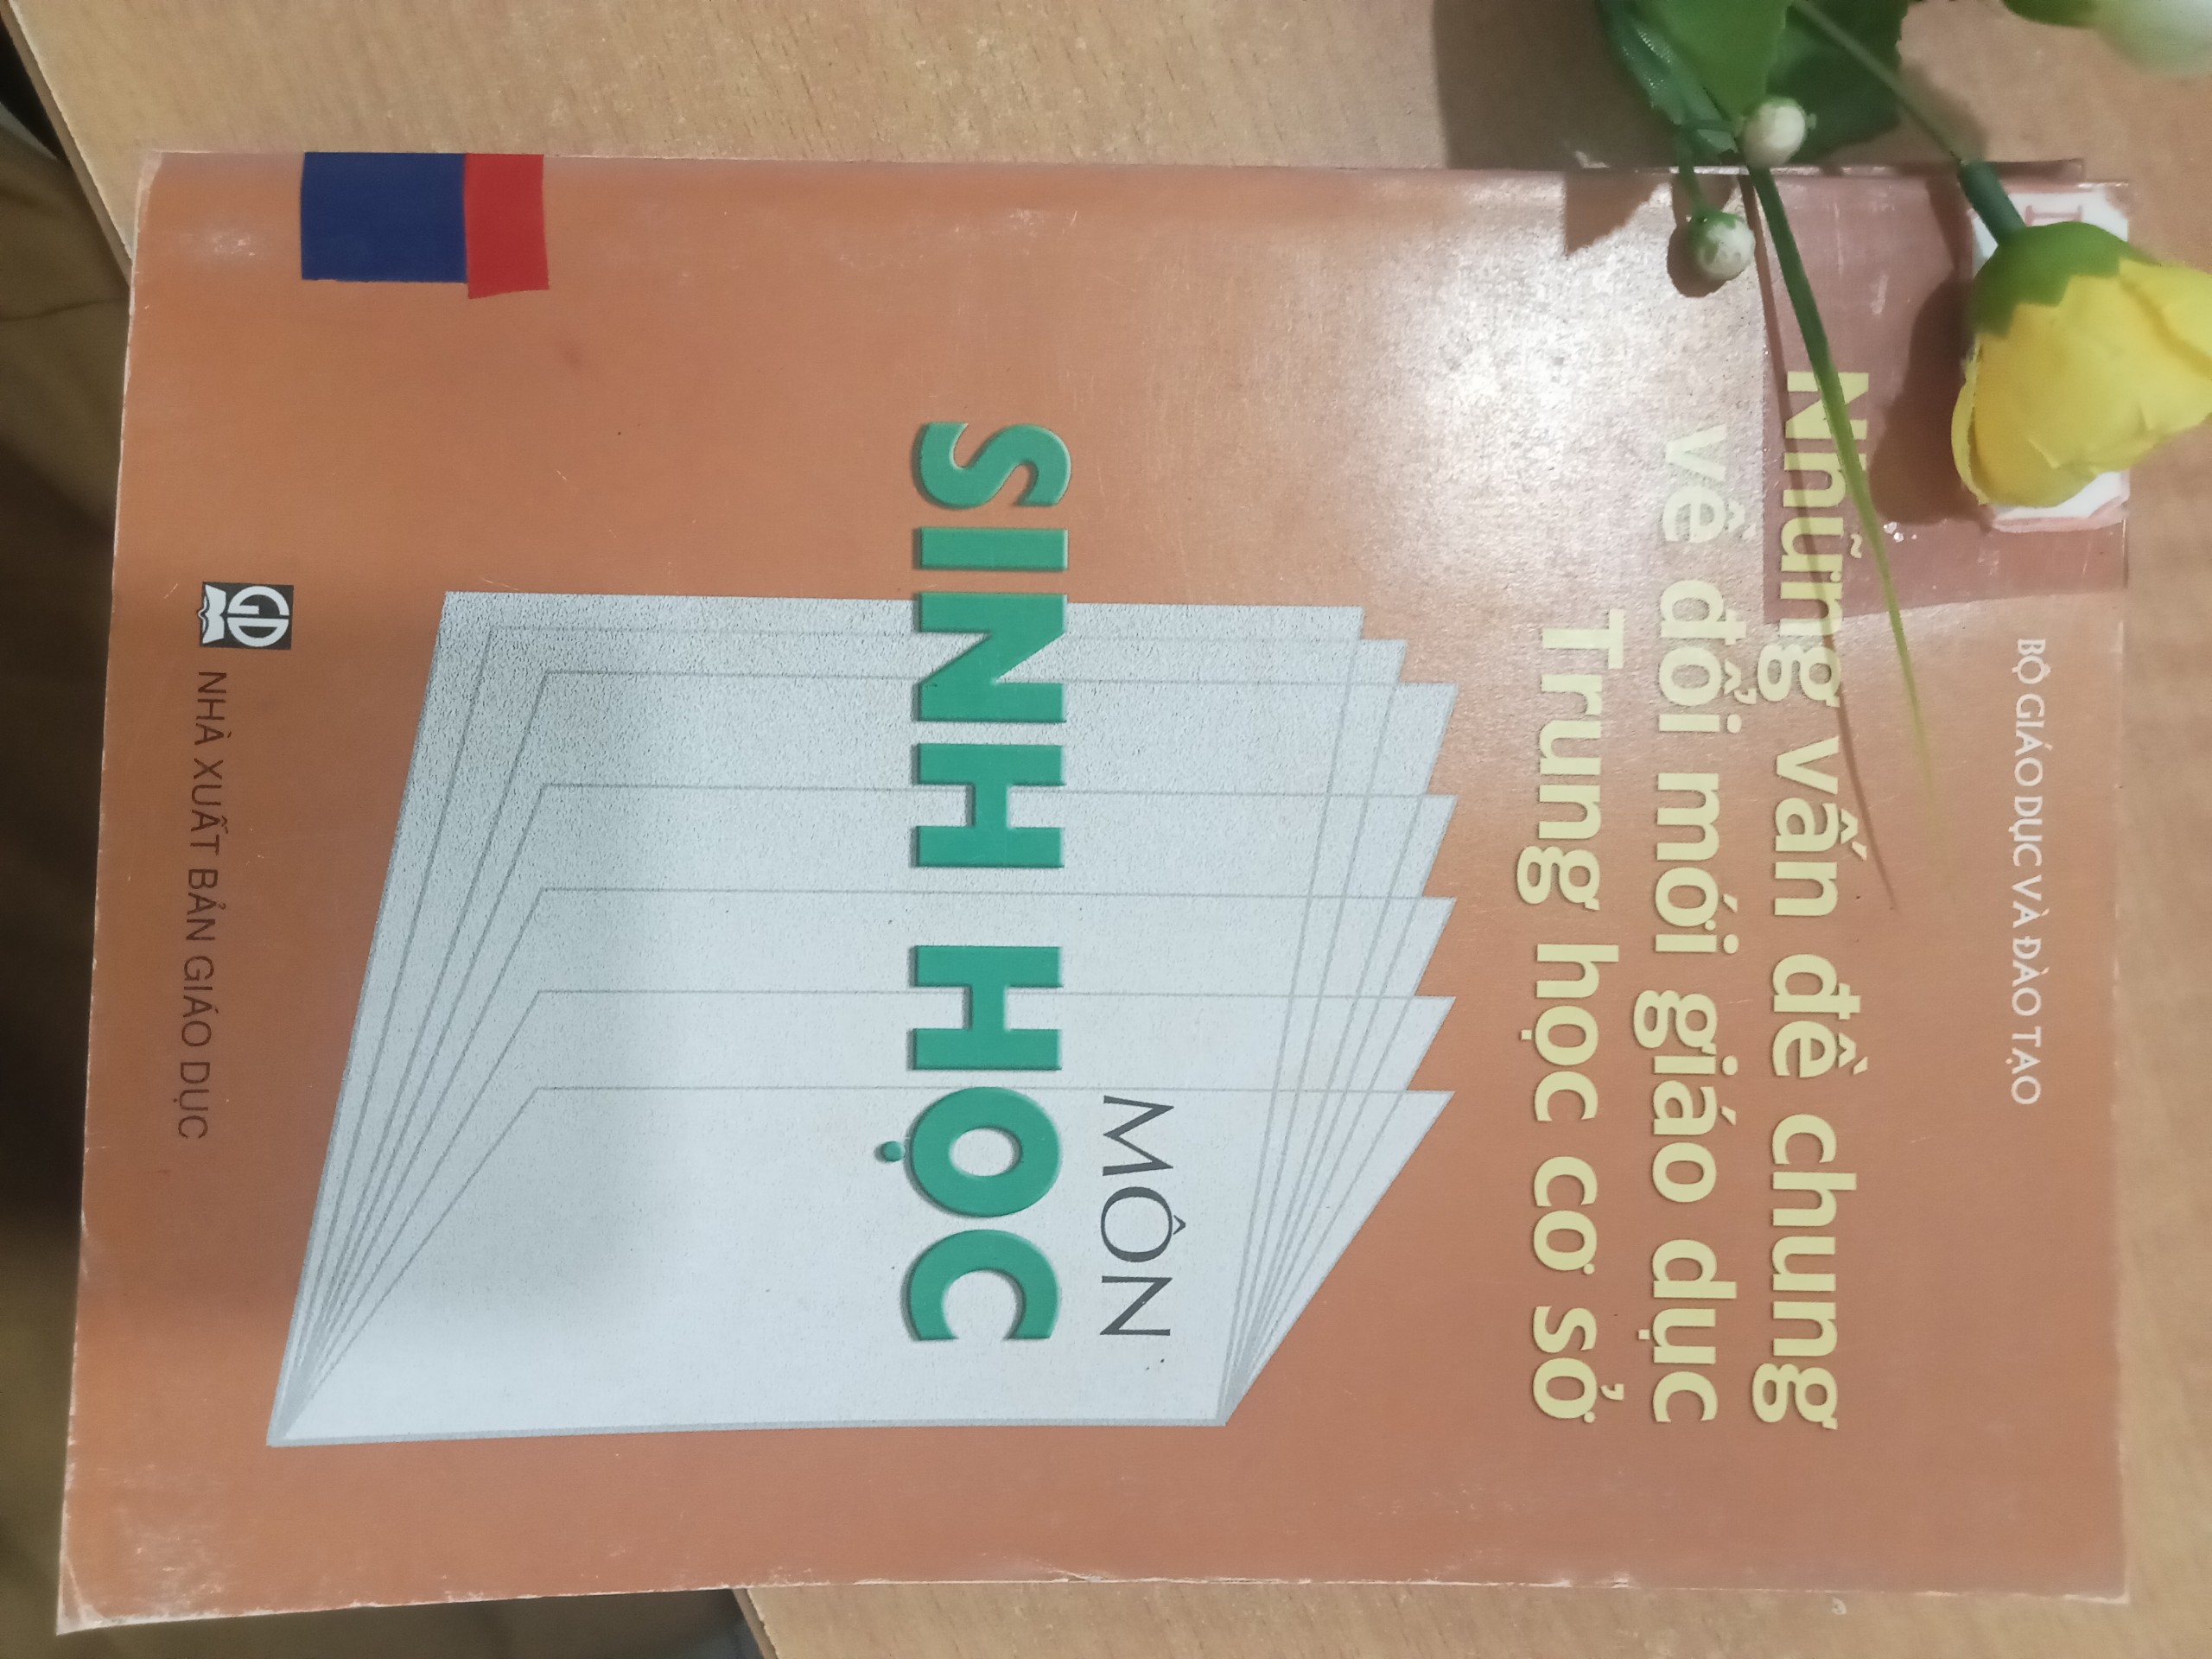 BỘ GIÁO DỤC VÀ ĐÀO TẠO
Những vấn đề chung
về đổi mới giáo dục
Trung học cơ sở
MÔN
SINH HỌC
GD
NHÀ XUẤT BẢN GIÁO DỤC